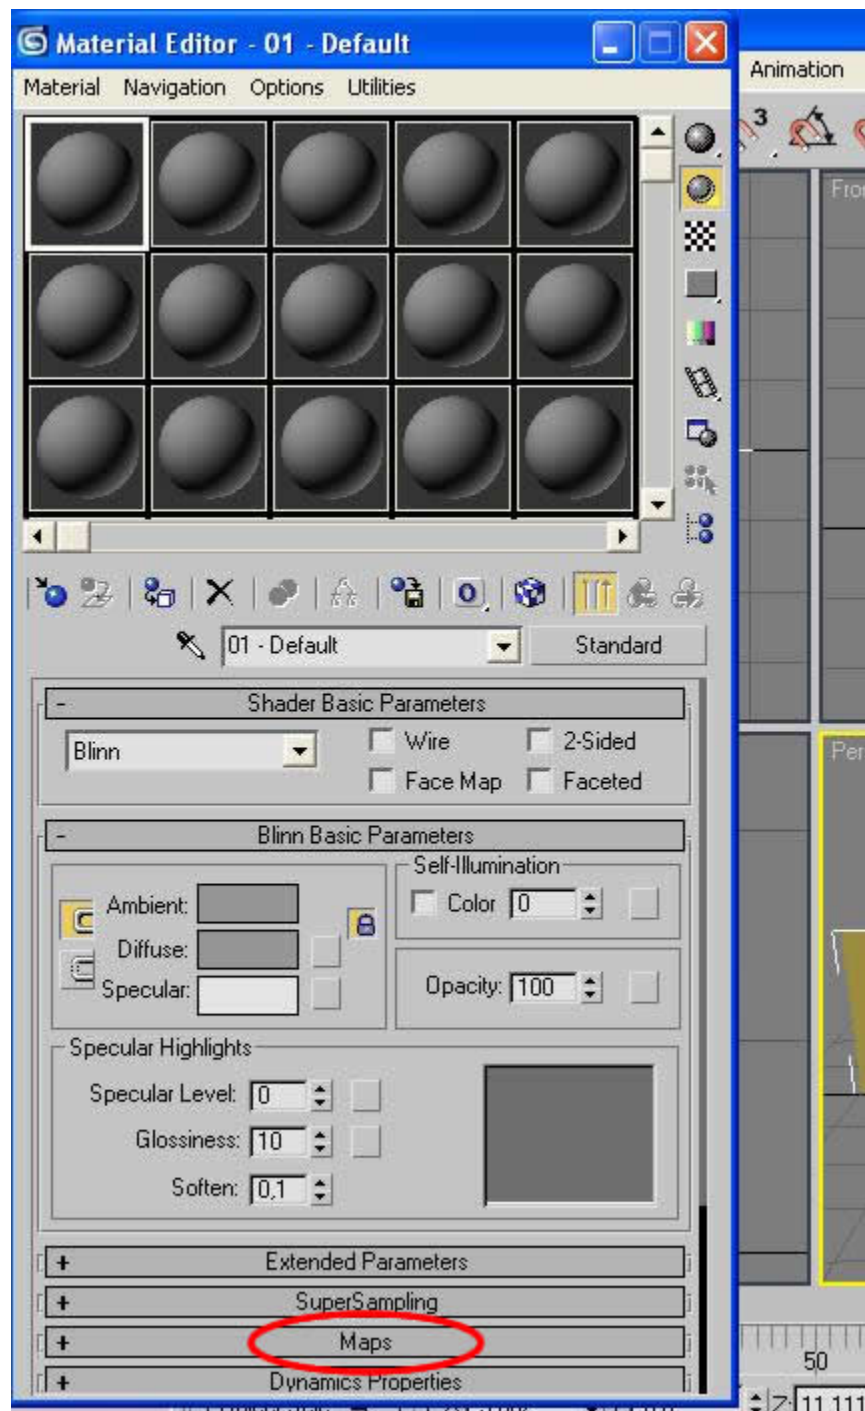 Material Editor - 01 - Default
Animation
Material Navigation Options Utilities
3
01 - Default Standard
- Shader Basic Parameters
Blinn Wire 2-Sided
Face Map Faceted
- Blinn Basic Parameters
Self-Illumination
Ambient: Color 0
Diffuse:
Specular: Opacity: 100
Specular Highlights
Specular Level: 0
Glossiness: 10
Soften: 0,1
+ Extended Parameters
+ SuperSampling
+ Maps
50
+ Dynamics Properties
Z: 11,111